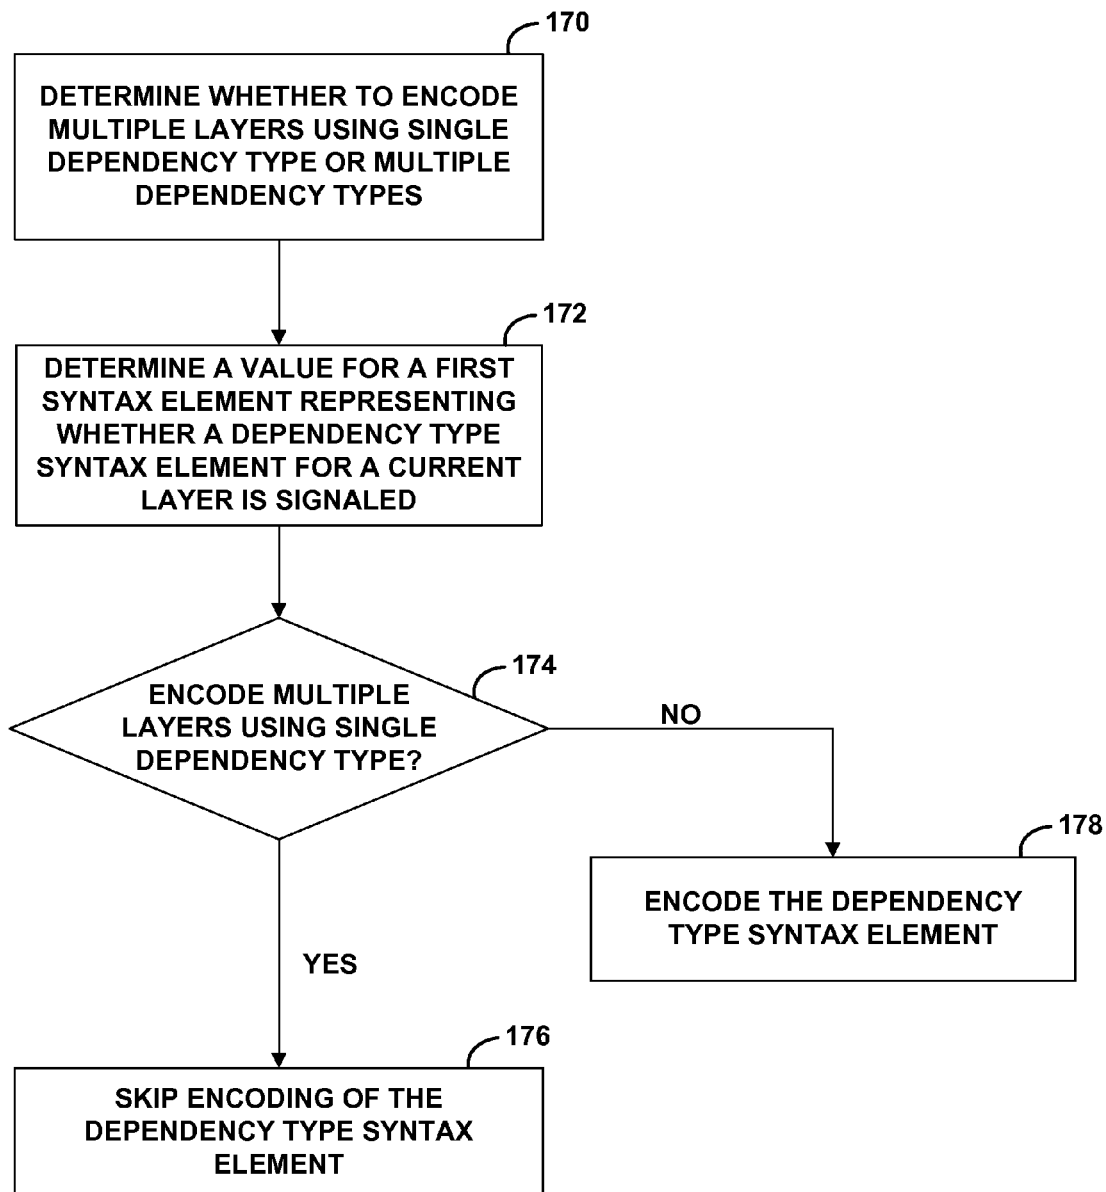 170
DETERMINE WHETHER TO ENCODE
MULTIPLE LAYERS USING SINGLE
DEPENDENCY TYPE OR MULTIPLE
DEPENDENCY TYPES
172
DETERMINE A VALUE FOR A FIRST
SYNTAX ELEMENT REPRESENTING
WHETHER A DEPENDENCY TYPE
SYNTAX ELEMENT FOR A CURRENT
LAYER IS SIGNALED
174
ENCODE MULTIPLE
LAYERS USING SINGLE
DEPENDENCY TYPE?
NO
178
ENCODE THE DEPENDENCY
TYPE SYNTAX ELEMENT
YES
176
SKIP ENCODING OF THE
DEPENDENCY TYPE SYNTAX
ELEMENT